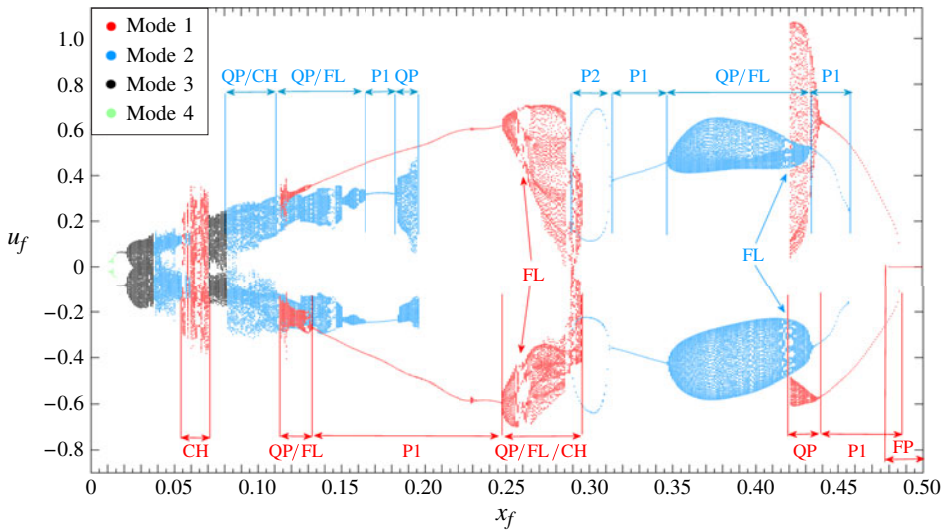 Mode 1
Mode 2
Mode 3
Mode 4
QP/CH QP/FL P1 QP P2 P1 QP/FL P1
1.0
0.6
0.4
0.2
0
−0.2
−0.4
−0.6
−0.8
u_f
FL
FL
CH QP/FL P1 QP/FL/CH QP P1 FP
0 0.05 0.10 0.15 0.20 0.25 0.30 0.35 0.40 0.45 0.50
x_f